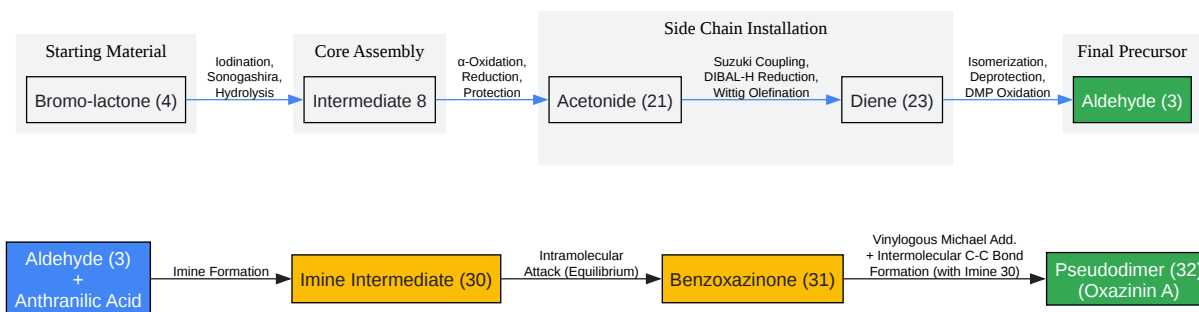 Side Chain Installation
Starting Material
Core Assembly
Final Precursor
Iodination,
Sonogashira,
Hydrolysis
α-Oxidation,
Reduction,
Protection
Suzuki Coupling,
DIBAL-H Reduction,
Wittig Olefination
Isomerization,
Deprotection,
DMP Oxidation
Bromo-lactone (4)
Intermediate 8
Acetonide (21)
Diene (23)
Aldehyde (3)
Aldehyde (3)
+
Anthranilic Acid
Imine Formation
Imine Intermediate (30)
Intramolecular
Attack (Equilibrium)
Benzoxazinone (31)
Vinylogous Michael Add.
+ Intermolecular C-C Bond
Formation (with Imine 30)
Pseudodimer (32)
(Oxazinin A)